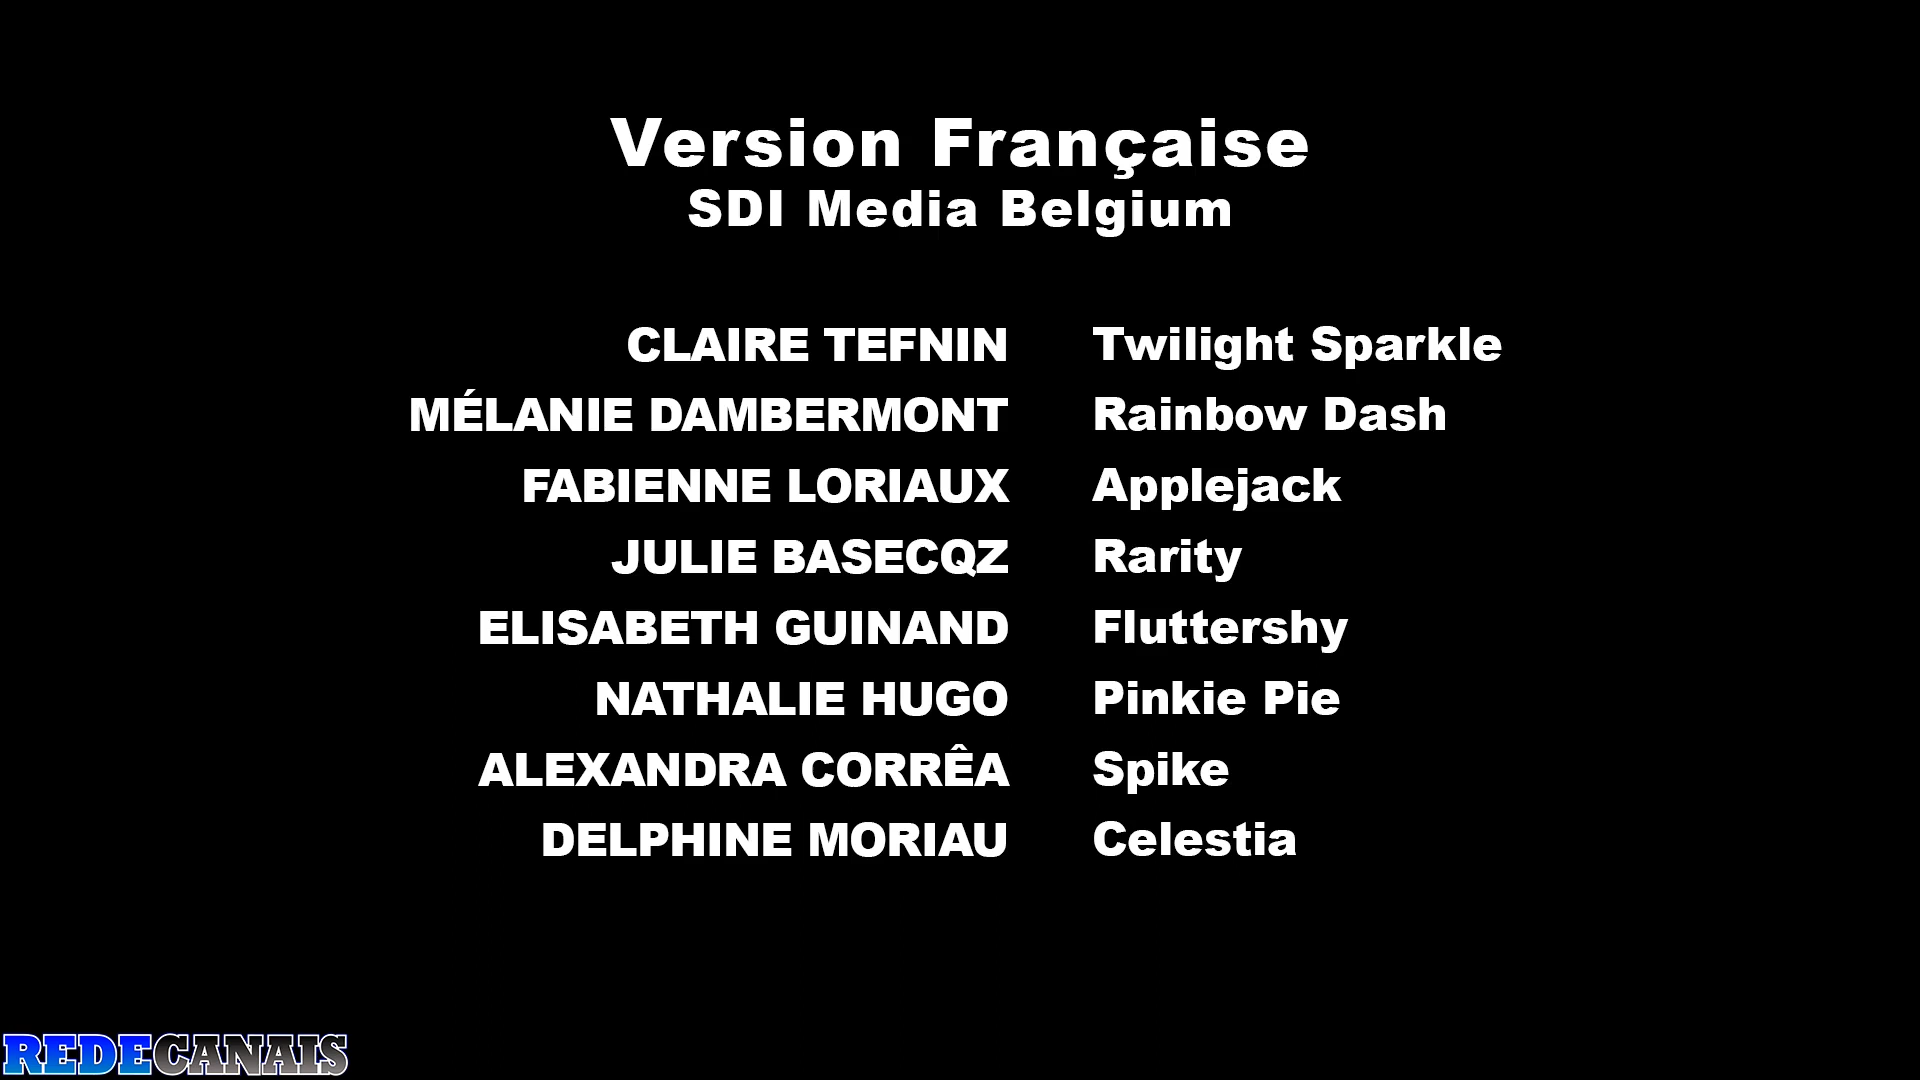 Version Française
SDI Media Belgium
CLAIRE TEFNIN Twilight Sparkle
MÉLANIE DAMBERMONT Rainbow Dash
FABIENNE LORIAUX Applejack
JULIE BASECQZ Rarity
ELISABETH GUINAND Fluttershy
NATHALIE HUGO Pinkie Pie
ALEXANDRA CORRÊA Spike
DELPHINE MORIAU Celestia
REDECANAIS